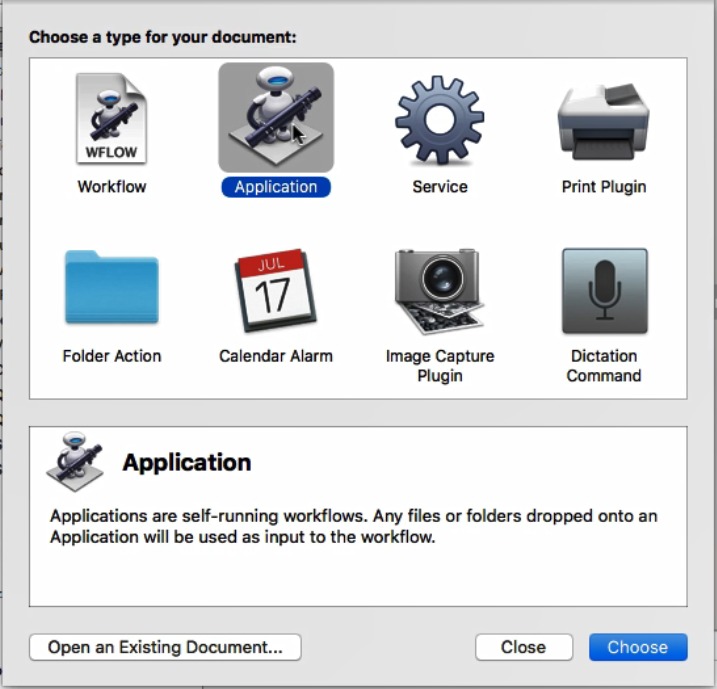 Choose a type for your document:
WFLOW
Workflow
Application
Service
Print Plugin
JUL
17
Folder Action
Calendar Alarm
Image Capture
Plugin
Dictation
Command
Application
Applications are self-running workflows. Any files or folders dropped onto an
Application will be used as input to the workflow.
Open an Existing Document...
Close
Choose